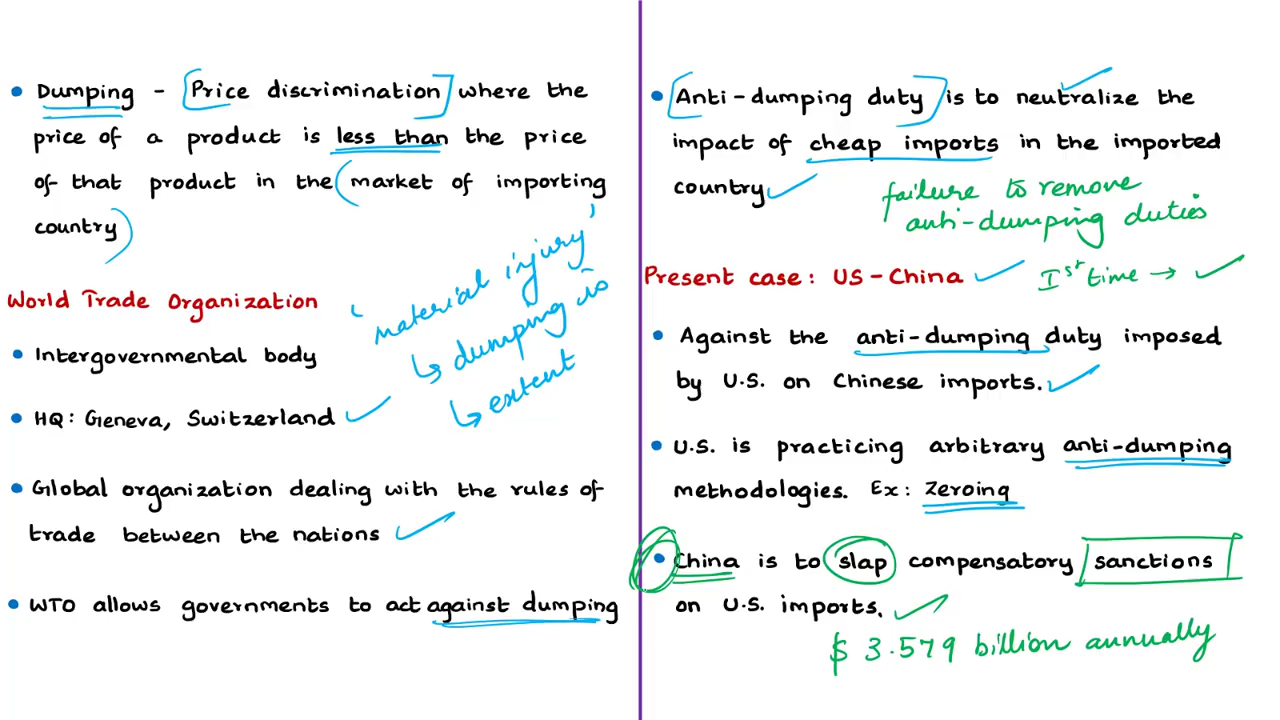 • Dumping - Price discrimination where the
price of a product is less than the price
of that product in the market of importing
country
World Trade Organization
• Intergovernmental body
• HQ: Geneva, Switzerland
• Global organization dealing with the rules of
trade between the nations
• WTO allows governments to act against dumping
'material injury'
↳ dumping is
↳ extent
• Anti-dumping duty is to neutralize the
impact of cheap imports in the imported
country
failure to remove
anti-dumping duties
Present case: US-China
Ist time →
• Against the anti-dumping duty imposed
by U.S. on Chinese imports.
• U.S. is practicing arbitrary anti-dumping
methodologies. Ex: Zeroing
• China is to slap compensatory sanctions
on U.S. imports.
$ 3.579 billion annually